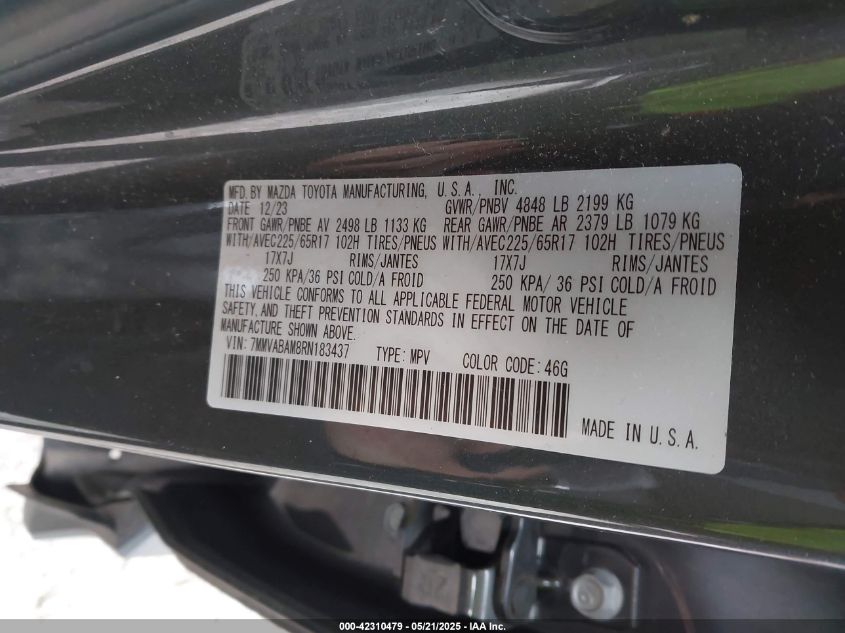 MFD. BY MAZDA TOYOTA MANUFACTURING, U.S.A., INC.
DATE 12/23 GVWR/PNBV 4848 LB 2199 KG
FRONT GAWR/PNBE AV 2498 LB 1133 KG REAR GAWR/PNBE AR 2379 LB 1079 KG
WITH/AVEC225/65R17 102H TIRES/PNEUS WITH/AVEC225/65R17 102H TIRES/PNEUS
17X7J RIMS/JANTES 17X7J RIMS/JANTES
250 KPA/36 PSI COLD/A FROID 250 KPA/ 36 PSI COLD/A FROID
THIS VEHICLE CONFORMS TO ALL APPLICABLE FEDERAL MOTOR VEHICLE
SAFETY, AND THEFT PREVENTION STANDARDS IN EFFECT ON THE DATE OF
MANUFACTURE SHOWN ABOVE.
VIN: 7MMVABAM8RN183437 TYPE: MPV COLOR CODE: 46G
MADE IN U.S.A.
000-42310479 - 05/21/2025 - IAA Inc.